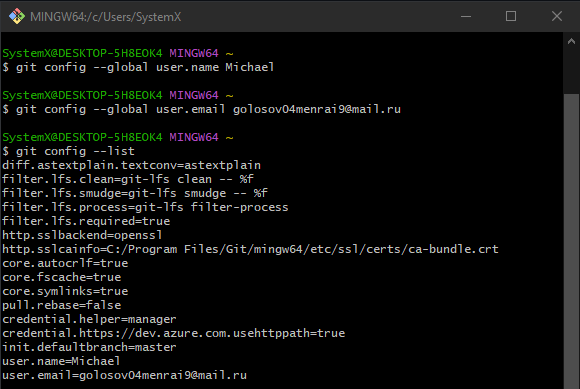 MINGW64:/c/Users/SystemX
SystemX@DESKTOP-5H8EOK4 MINGW64 ~
$ git config --global user.name Michael
SystemX@DESKTOP-5H8EOK4 MINGW64 ~
$ git config --global user.email golosov04menrai9@mail.ru
SystemX@DESKTOP-5H8EOK4 MINGW64 ~
$ git config --list
diff.astextplain.textconv=astextplain
filter.lfs.clean=git-lfs clean -- %f
filter.lfs.smudge=git-lfs smudge -- %f
filter.lfs.process=git-lfs filter-process
filter.lfs.required=true
http.sslbackend=openssl
http.sslcainfo=C:/Program Files/Git/mingw64/etc/ssl/certs/ca-bundle.crt
core.autocrlf=true
core.fscache=true
core.symlinks=true
pull.rebase=false
credential.helper=manager
credential.https://dev.azure.com.usehttppath=true
init.defaultbranch=master
user.name=Michael
user.email=golosov04menrai9@mail.ru